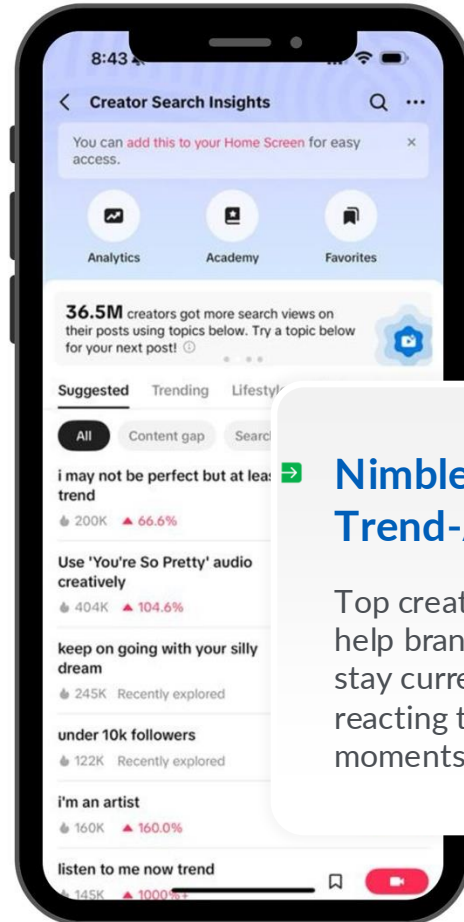 8:43
Creator Search Insights
You can add this to your Home Screen for easy
access.
Analytics Academy Favorites
36.5M creators got more search views on
their posts using topics below. Try a topic below
for your next post!
Suggested Trending
All Content gap
i may not be perfect but at
trend
200K ▲ 66.6%
Use 'You're So Pretty' audio
creatively
404K ▲ 104.6%
keep on going with your silly
dream
245K Recently explored
under 10k followers
122K Recently explored
i'm an artist
160K ▲ 160.0%
listen to me now trend
145K ▲ 1000%+
Nimble
Top
help
stay
reacting
moments